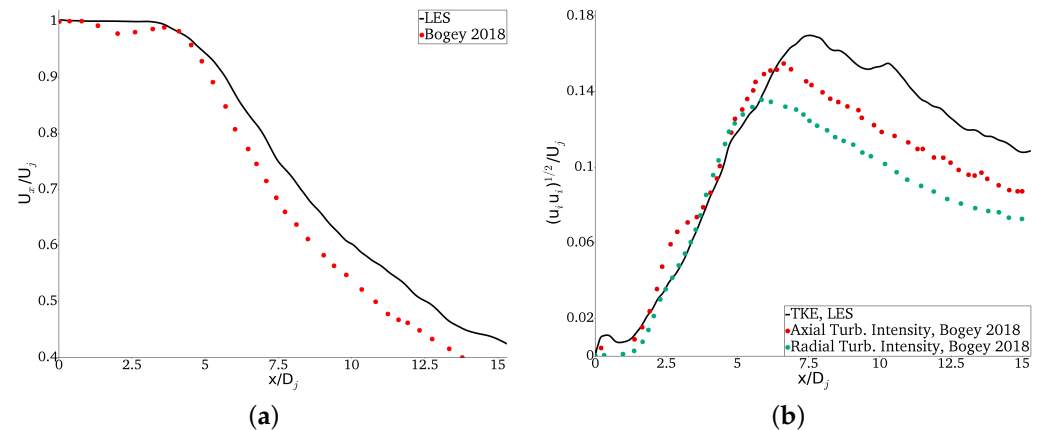 LES
Bogey 2018
1
0.9
0.8
0.7
0.6
0.5
0.4
U_x/U_j
0 2.5 5 7.5 10 12.5 15
x/D_j
(a)
0.18
0.14
0.1
0.06
0.02
0
(u_i u_i)^{1/2}/U_j
TKE, LES
Axial Turb. Intensity, Bogey 2018
Radial Turb. Intensity, Bogey 2018
0 2.5 5 7.5 10 12.5 15
x/D_j
(b)